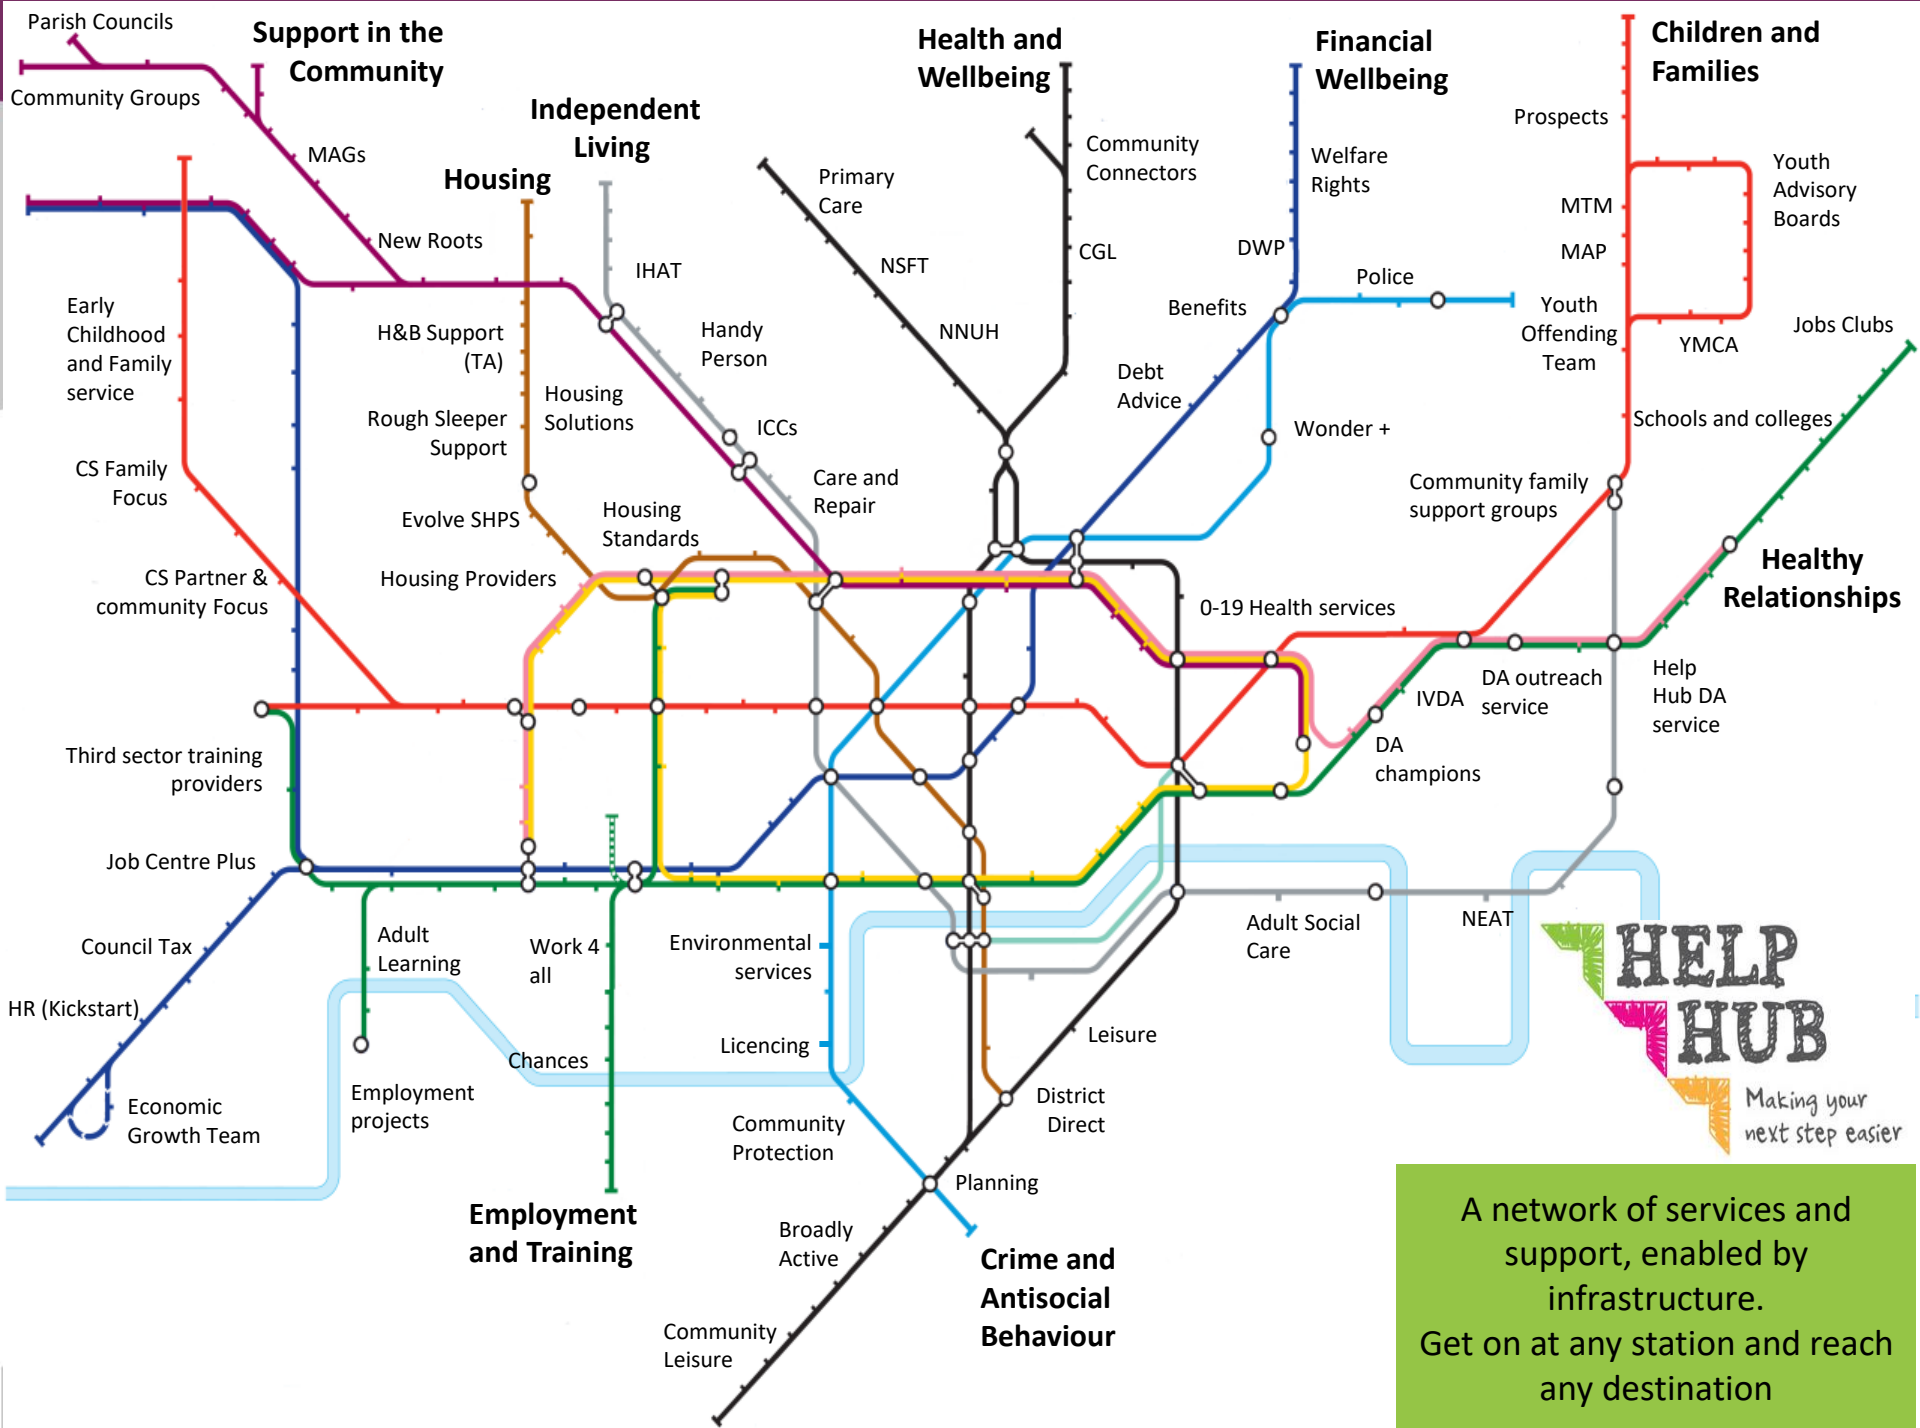 Parish Councils
Community Groups
Support in the
Community
MAGs
New Roots
Independent
Living
Housing
IHAT
Handy
Person
ICCs
Care and
Repair
H&B Support
(TA)
Housing
Solutions
Rough Sleeper
Support
Evolve SHPS
Housing
Standards
Housing Providers
Early
Childhood
and Family
service
CS Family
Focus
CS Partner &
community Focus
Third sector training
providers
Job Centre Plus
Council Tax
HR (Kickstart)
Economic
Growth Team
Adult
Learning
Employment
projects
Work 4
all
Chances
Employment
and Training
Health and
Wellbeing
Primary
Care
NSFT
NNUH
Community
Connectors
CGL
Financial
Wellbeing
Welfare
Rights
DWP
Benefits
Debt
Advice
Police
Wonder +
Children and
Families
Prospects
MTM
MAP
Youth
Advisory
Boards
Youth
Offending
Team
YMCA
Jobs Clubs
Schools and colleges
Community family
support groups
Healthy
Relationships
0-19 Health services
IVDA
DA outreach
service
Help
Hub DA
service
DA
champions
Adult Social
Care
NEAT
Environmental
services
Licencing
Community
Protection
Leisure
District
Direct
Planning
Broadly
Active
Community
Leisure
Crime and
Antisocial
Behaviour
HELP
HUB
Making your
next step easier
A network of services and
support, enabled by
infrastructure.
Get on at any station and reach
any destination